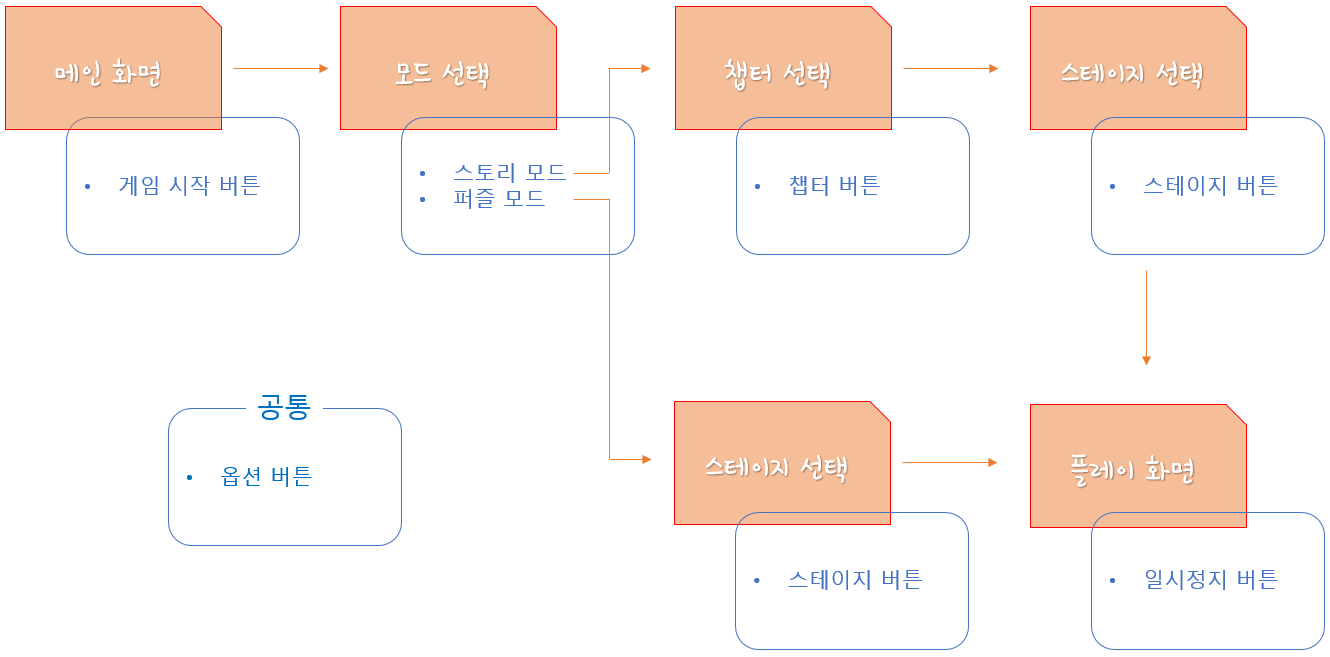 메인 화면
• 게임 시작 버튼
모드 선택
• 스토리 모드
• 퍼즐 모드
챕터 선택
• 챕터 버튼
스테이지 선택
• 스테이지 버튼
공통
• 옵션 버튼
스테이지 선택
• 스테이지 버튼
플레이 화면
• 일시정지 버튼